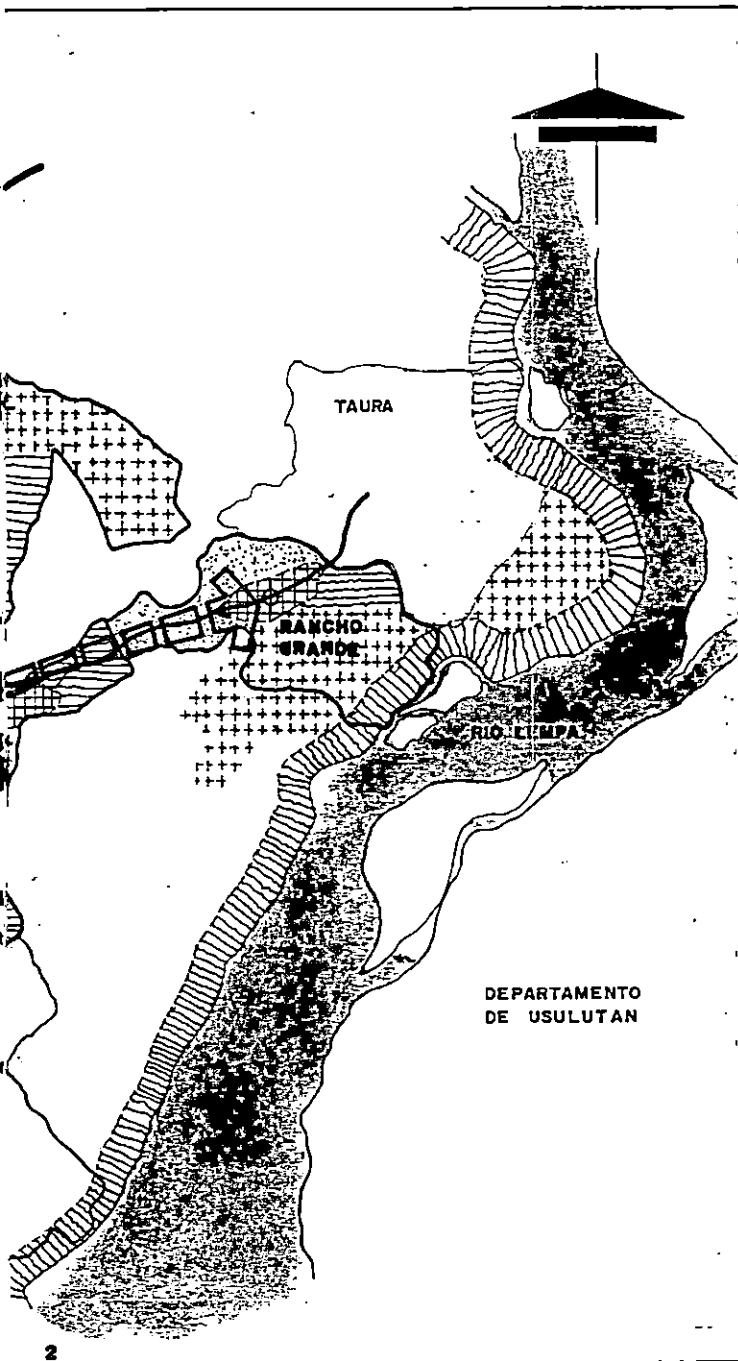 TAURA
RANCHO
GRANDE
RIO LEMPA
DEPARTAMENTO
DE USULUTAN
2